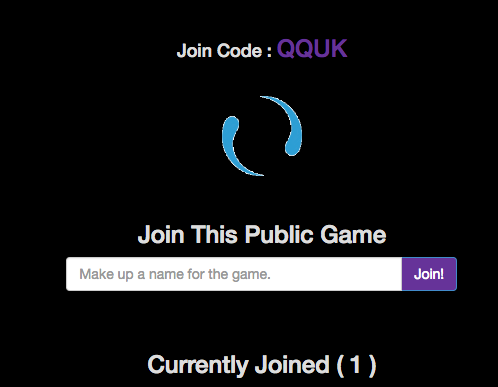 Join Code : QQUK
Join This Public Game
Make up a name for the game. Join!
Currently Joined ( 1 )